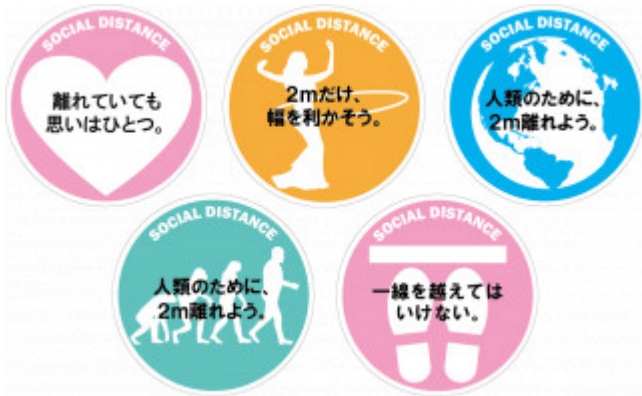 SOCIAL DISTANCE
離れていても
思いはひとつ。
SOCIAL DISTANCE
2mだけ、
幅を利かそう。
SOCIAL DISTANCE
人類のために、
2m離れよう。
SOCIAL DISTANCE
人類のために、
2m離れよう。
SOCIAL DISTANCE
一線を越えては
いけない。